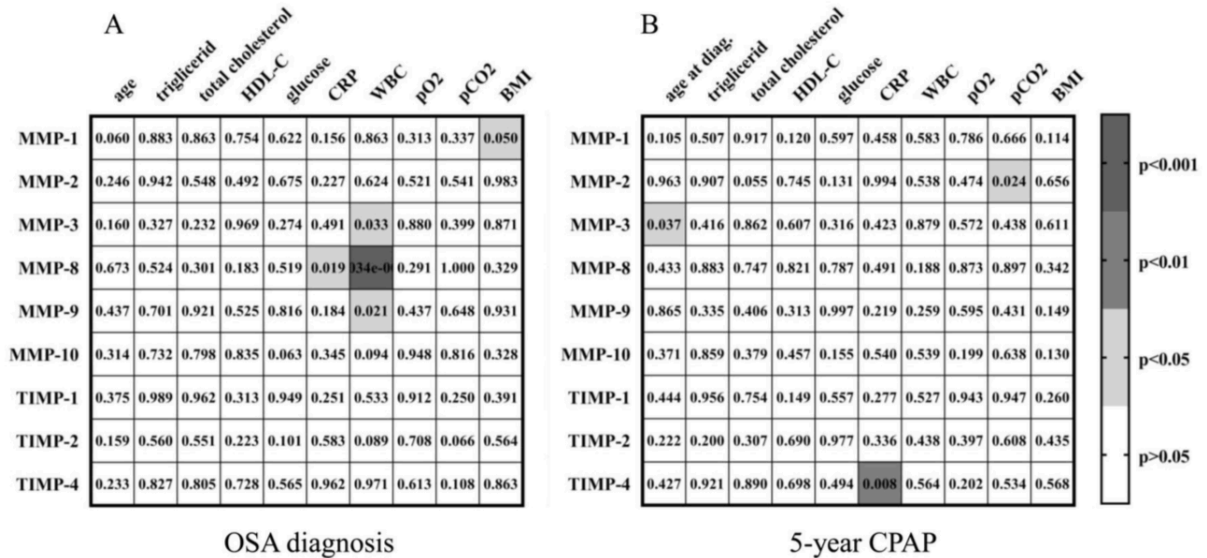 A
B
age triglicerid total cholesterol HDL-C glucose CRP WBC pO2 pCO2 BMI
age at diag. triglicerid total cholesterol HDL-C glucose CRP WBC pO2 pCO2 BMI
MMP-1 0.060 0.883 0.863 0.754 0.622 0.156 0.863 0.313 0.337 0.050
MMP-2 0.246 0.942 0.548 0.492 0.675 0.227 0.624 0.521 0.541 0.983
MMP-3 0.160 0.327 0.232 0.969 0.274 0.491 0.033 0.880 0.399 0.871
MMP-8 0.673 0.524 0.301 0.183 0.519 0.019 0.291 1.000 0.329
MMP-9 0.437 0.701 0.921 0.525 0.816 0.184 0.021 0.437 0.648 0.931
MMP-10 0.314 0.732 0.798 0.835 0.063 0.345 0.094 0.948 0.816 0.328
TIMP-1 0.375 0.989 0.962 0.313 0.949 0.251 0.533 0.912 0.250 0.391
TIMP-2 0.159 0.560 0.551 0.223 0.101 0.583 0.089 0.708 0.066 0.564
TIMP-4 0.233 0.827 0.805 0.728 0.565 0.962 0.971 0.613 0.108 0.863
OSA diagnosis
MMP-1 0.105 0.507 0.917 0.120 0.597 0.458 0.583 0.786 0.666 0.114
MMP-2 0.963 0.907 0.055 0.745 0.131 0.994 0.538 0.474 0.024 0.656
MMP-3 0.037 0.416 0.862 0.607 0.316 0.423 0.879 0.572 0.438 0.611
MMP-8 0.433 0.883 0.747 0.821 0.787 0.491 0.188 0.873 0.897 0.342
MMP-9 0.865 0.335 0.406 0.313 0.997 0.219 0.259 0.595 0.431 0.149
MMP-10 0.371 0.859 0.379 0.457 0.155 0.540 0.539 0.199 0.638 0.130
TIMP-1 0.444 0.956 0.754 0.149 0.557 0.277 0.527 0.943 0.947 0.260
TIMP-2 0.222 0.200 0.307 0.690 0.977 0.336 0.438 0.397 0.608 0.435
TIMP-4 0.427 0.921 0.890 0.698 0.494 0.008 0.564 0.202 0.534 0.568
5-year CPAP
p<0.001
p<0.01
p<0.05
p>0.05